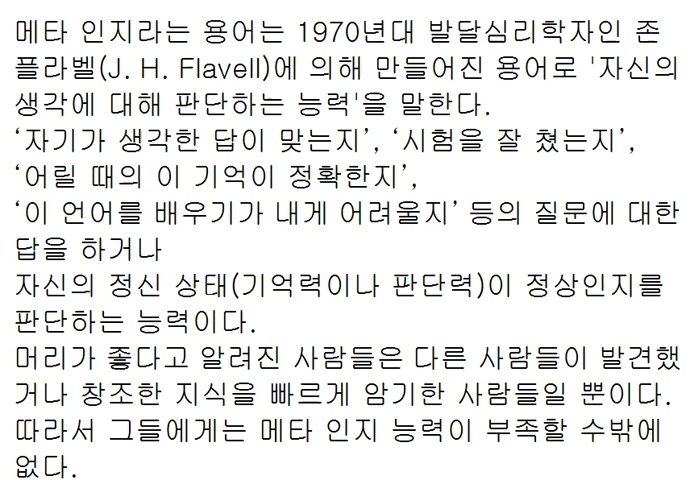 메타 인지라는 용어는 1970년대 발달심리학자인 존
플라벨(J. H. Flavell)에 의해 만들어진 용어로 '자신의
생각에 대해 판단하는 능력'을 말한다.
‘자기가 생각한 답이 맞는지’, ‘시험을 잘 쳤는지’,
‘어릴 때의 이 기억이 정확한지’,
‘이 언어를 배우기가 내게 어려울지’ 등의 질문에 대한
답을 하거나
자신의 정신 상태(기억력이나 판단력)이 정상인지를
판단하는 능력이다.
머리가 좋다고 알려진 사람들은 다른 사람들이 발견했
거나 창조한 지식을 빠르게 암기한 사람들일 뿐이다.
따라서 그들에게는 메타 인지 능력이 부족할 수밖에
없다.